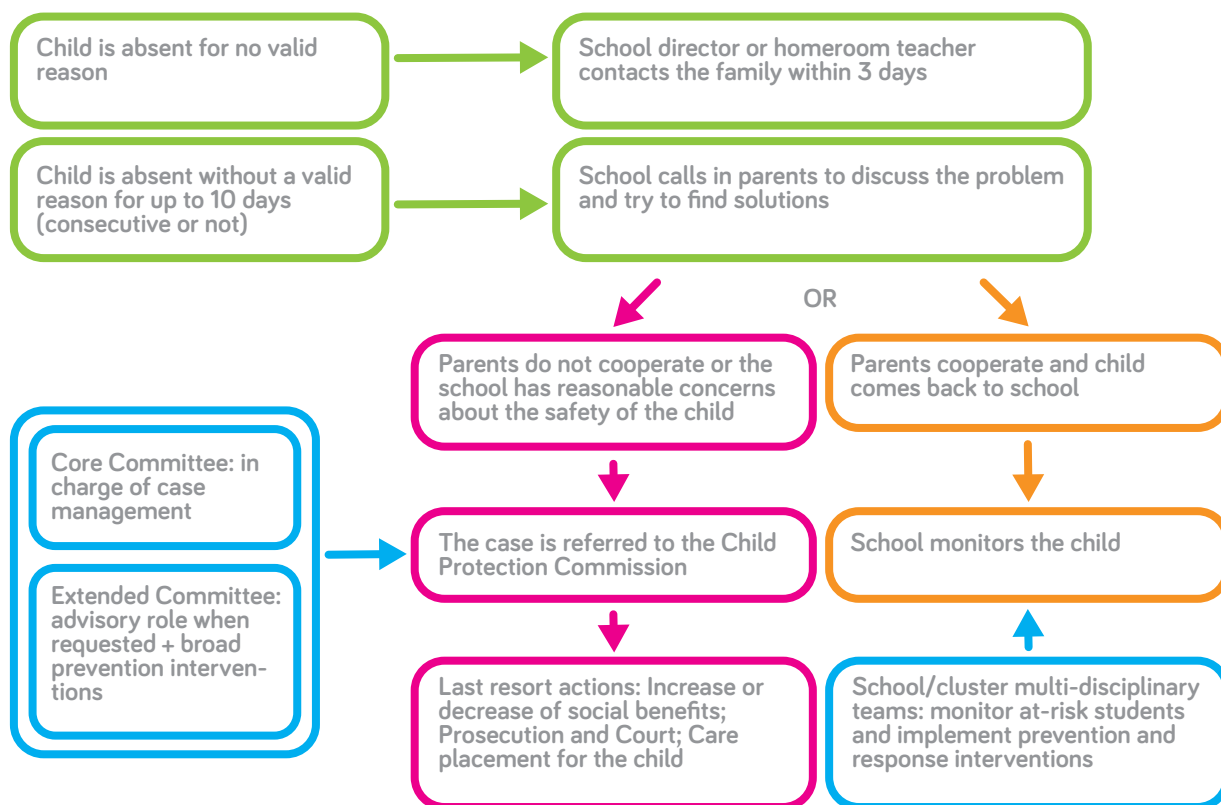 Child is absent for no valid
reason
School director or homeroom teacher
contacts the family within 3 days
Child is absent without a valid
reason for up to 10 days
(consecutive or not)
School calls in parents to discuss the problem
and try to find solutions
OR
Parents do not cooperate or the
school has reasonable concerns
about the safety of the child
Parents cooperate and child
comes back to school
Core Committee: in
charge of case
management
Extended Committee:
advisory role when
requested + broad
prevention interven-
tions
The case is referred to the Child
Protection Commission
School monitors the child
Last resort actions: Increase or
decrease of social benefits;
Prosecution and Court; Care
placement for the child
School/cluster multi-disciplinary
teams: monitor at-risk students
and implement prevention and
response interventions